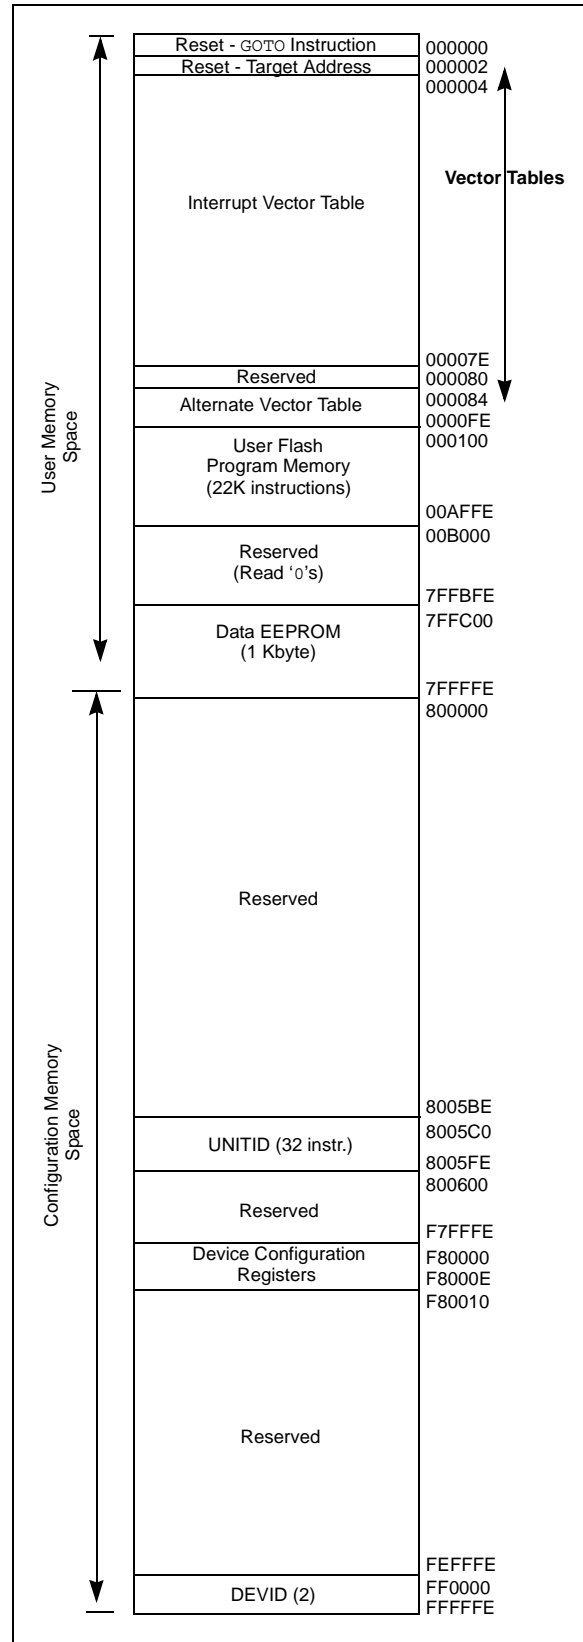 Reset - GOTO Instruction
000000
Reset - Target Address
000002
000004
Vector Tables
Interrupt Vector Table
00007E
Reserved
000080
Alternate Vector Table
000084
0000FE
User Memory
Space
User Flash
Program Memory
(22K instructions)
000100
00AFFE
00B000
Reserved
(Read ‘0’s)
7FFBFE
7FFC00
Data EEPROM
(1 Kbyte)
7FFFFE
800000
Reserved
Configuration Memory
Space
8005BE
8005C0
UNITID (32 instr.)
8005FE
800600
Reserved
F7FFFE
Device Configuration
Registers
F80000
F8000E
F80010
Reserved
FEFFFE
DEVID (2)
FF0000
FFFFFE